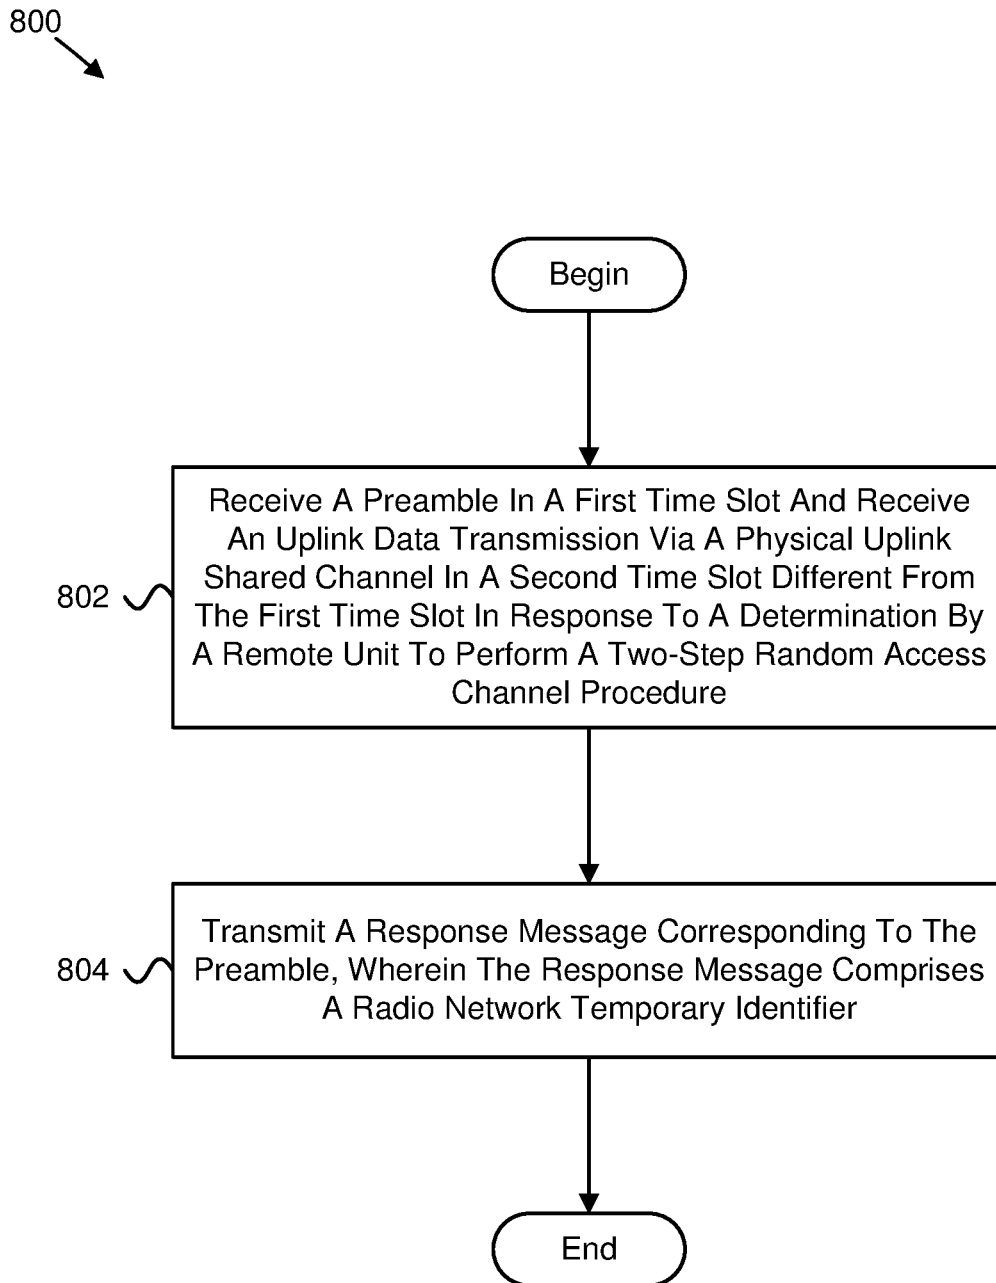 800
Begin
802
Receive A Preamble In A First Time Slot And Receive
An Uplink Data Transmission Via A Physical Uplink
Shared Channel In A Second Time Slot Different From
The First Time Slot In Response To A Determination By
A Remote Unit To Perform A Two-Step Random Access
Channel Procedure
804
Transmit A Response Message Corresponding To The
Preamble, Wherein The Response Message Comprises
A Radio Network Temporary Identifier
End